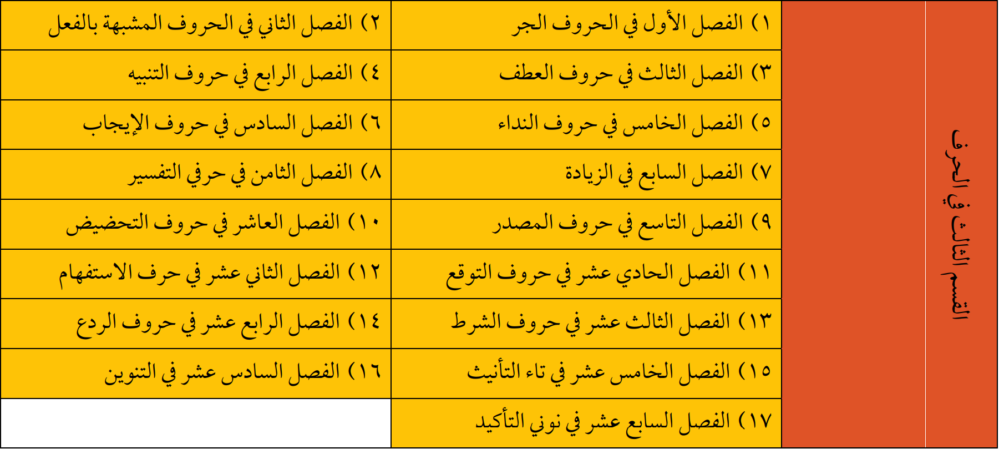 القسم الثالث في الحرف
١) الفصل الأول في الحروف الجر
٢) الفصل الثاني في الحروف المشبهة بالفعل
٣) الفصل الثالث في حروف العطف
٤) الفصل الرابع في حروف التنبيه
٥) الفصل الخامس في حروف النداء
٦) الفصل السادس في حروف الإيجاب
٧) الفصل السابع في الزيادة
٨) الفصل الثامن في حرفي التفسير
٩) الفصل التاسع في حروف المصدر
١٠) الفصل العاشر في حروف التحضيض
١١) الفصل الحادي عشر في حروف التوقع
١٢) الفصل الثاني عشر في حرف الاستفهام
١٣) الفصل الثالث عشر في حروف الشرط
١٤) الفصل الرابع عشر في حروف الردع
١٥) الفصل الخامس عشر في تاء التأنيث
١٦) الفصل السادس عشر في التنوين
١٧) الفصل السابع عشر في نوني التأكيد